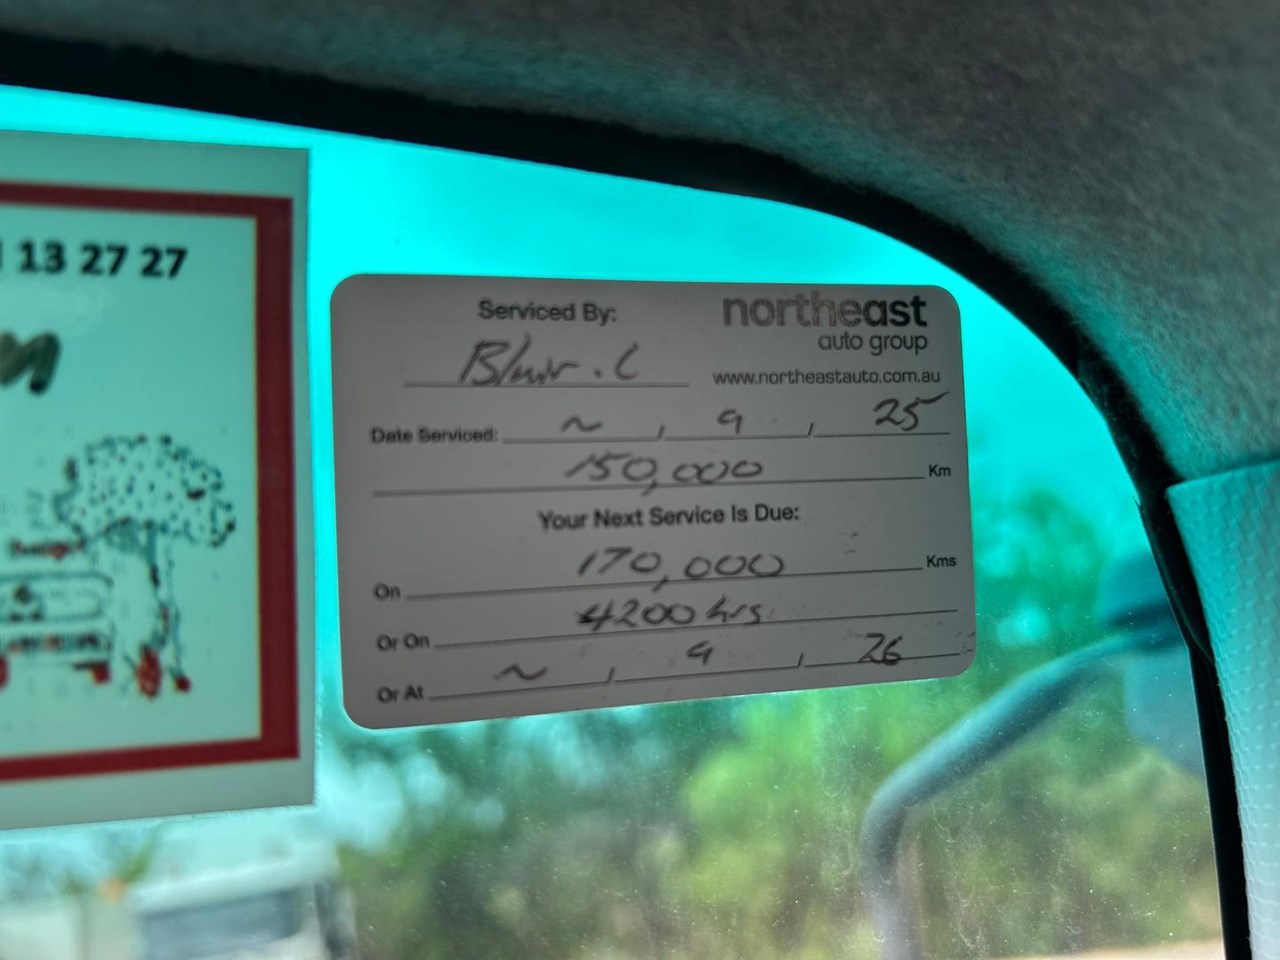 13 27 27
Serviced By:
northeast
auto group
Blair . C
www.northeastauto.com.au
Date Serviced: ~ / 9 / 25
150,000 Km
Your Next Service Is Due:
On 170,000 Kms
Or On 4200 hrs.
Or At ~ / 9 / 26